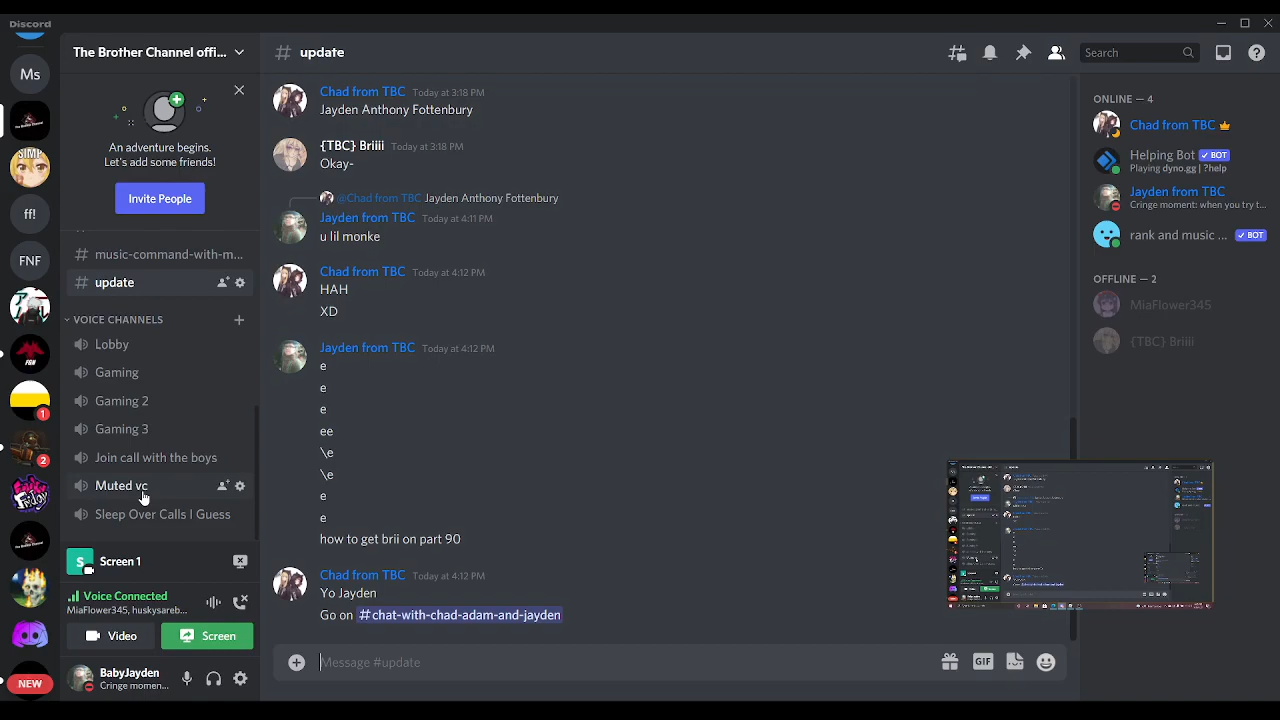 Discord
Ms
SIMP
ff!
FNF
FGN
1
2
NEW
The Brother Channel offi...
An adventure begins.
Let's add some friends!
Invite People
# music-command-with-m...
# update
VOICE CHANNELS
Lobby
Gaming
Gaming 2
Gaming 3
Join call with the boys
Muted vc
Sleep Over Calls I Guess
S Screen 1
Voice Connected
MiaFlower345, huskysareb...
Video
Screen
BabyJayden
Cringe momen...
# update
Search
Chad from TBC Today at 3:18 PM
Jayden Anthony Fottenbury
{TBC} Briiii Today at 3:18 PM
Okay-
@Chad from TBC Jayden Anthony Fottenbury
Jayden from TBC Today at 4:11 PM
u lil monke
Chad from TBC Today at 4:12 PM
HAH
XD
Jayden from TBC Today at 4:12 PM
e
e
e
ee
\e
\e
e
e
how to get brii on part 90
Chad from TBC Today at 4:12 PM
Yo Jayden
Go on #chat-with-chad-adam-and-jayden
Message #update
GIF
ONLINE — 4
Chad from TBC
Helping Bot ✓ BOT
Playing dyno.gg | ?help
Jayden from TBC
Cringe moment: when you try t...
rank and music ... ✓ BOT
OFFLINE — 2
MiaFlower345
{TBC} Briiii